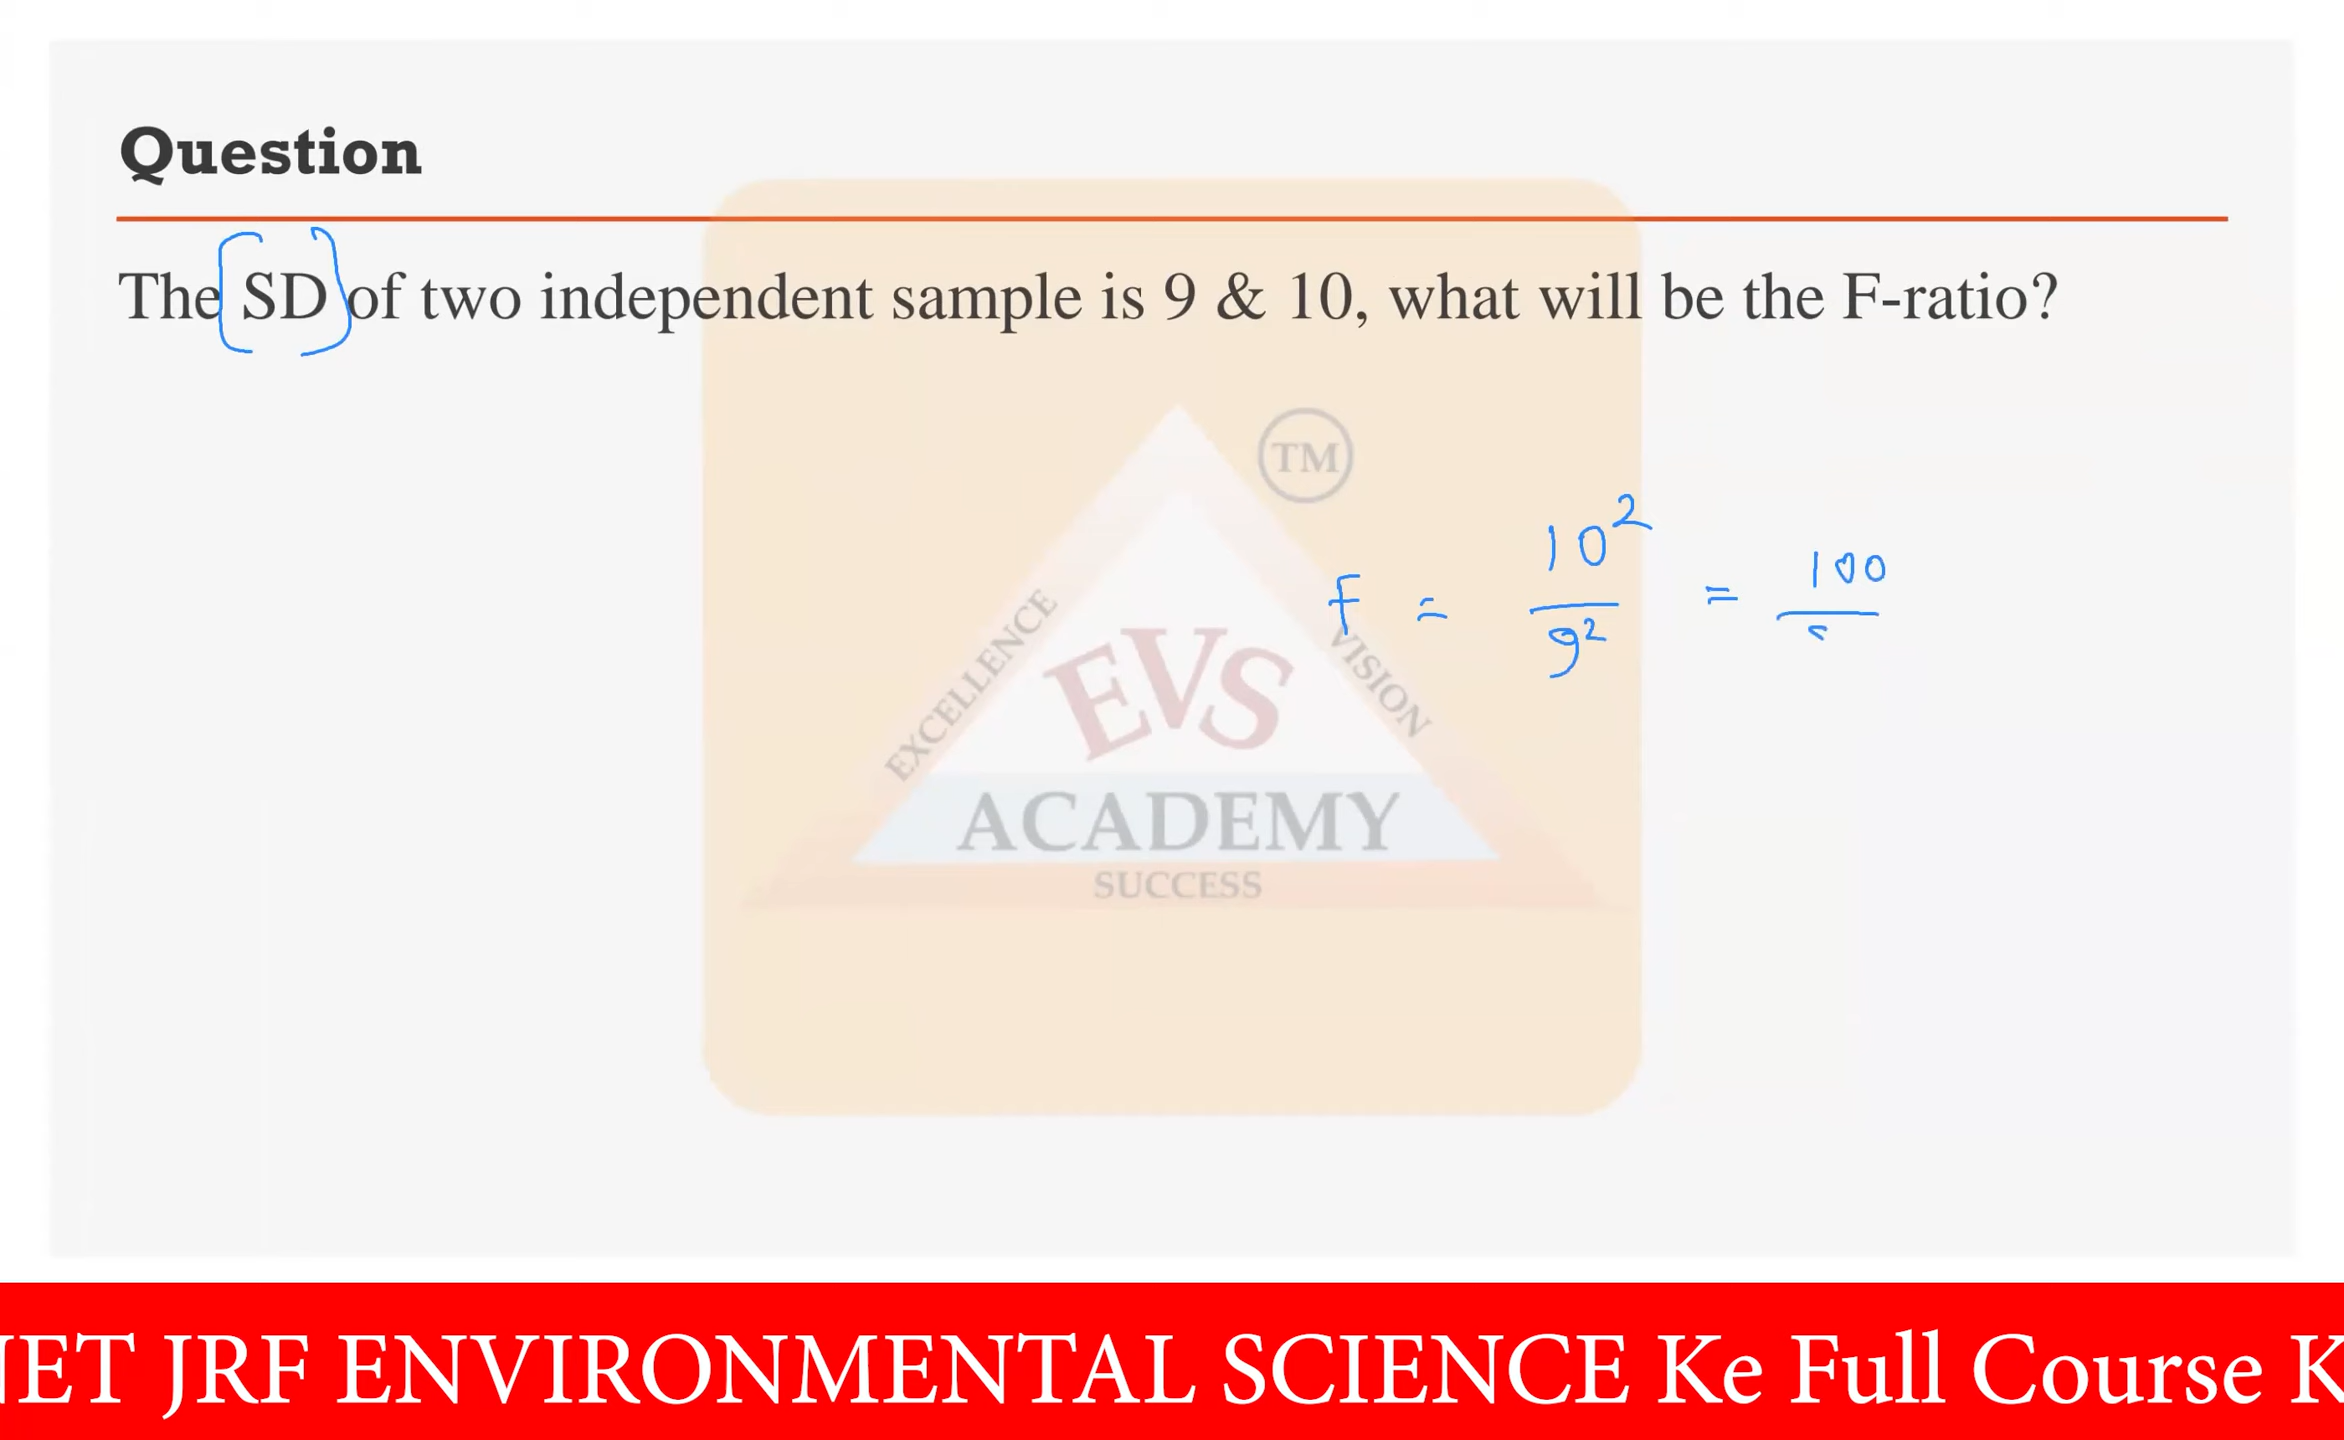 Question
The [SD] of two independent sample is 9 & 10, what will be the F-ratio?
TM
f = 10² / 9² = 100 /
EXCELLENCE
VISION
EVS
ACADEMY
SUCCESS
NET JRF ENVIRONMENTAL SCIENCE Ke Full Course K